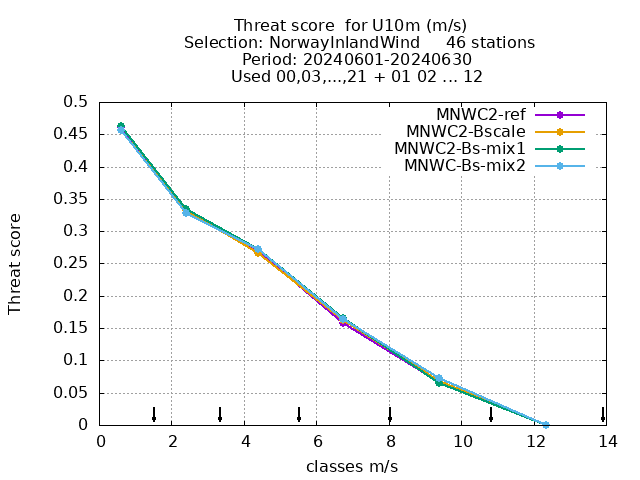 Threat score  for U10m (m/s)
Selection: NorwayInlandWind     46 stations
Period: 20240601-20240630
Used 00,03,...,21 + 01 02 ... 12
MNWC2-ref
MNWC2-Bscale
MNWC2-Bs-mix1
MNWC-Bs-mix2
0.5
0.45
0.4
0.35
0.3
0.25
0.2
0.15
0.1
0.05
0
Threat score
0 2 4 6 8 10 12 14
classes m/s